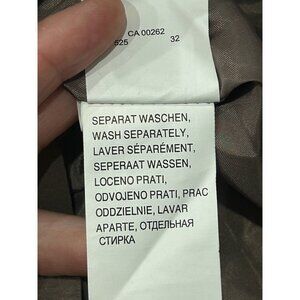 CA 00262
525 32
SEPARAT WASCHEN,
WASH SEPARATELY,
LAVER SÉPARÉMENT,
SEPERAAT WASSEN,
LOCENO PRATI,
ODVOJENO PRATI, PRAC
ODDZIELNIE, LAVAR
APARTE, ОТДЕЛЬНАЯ
СТИРКА